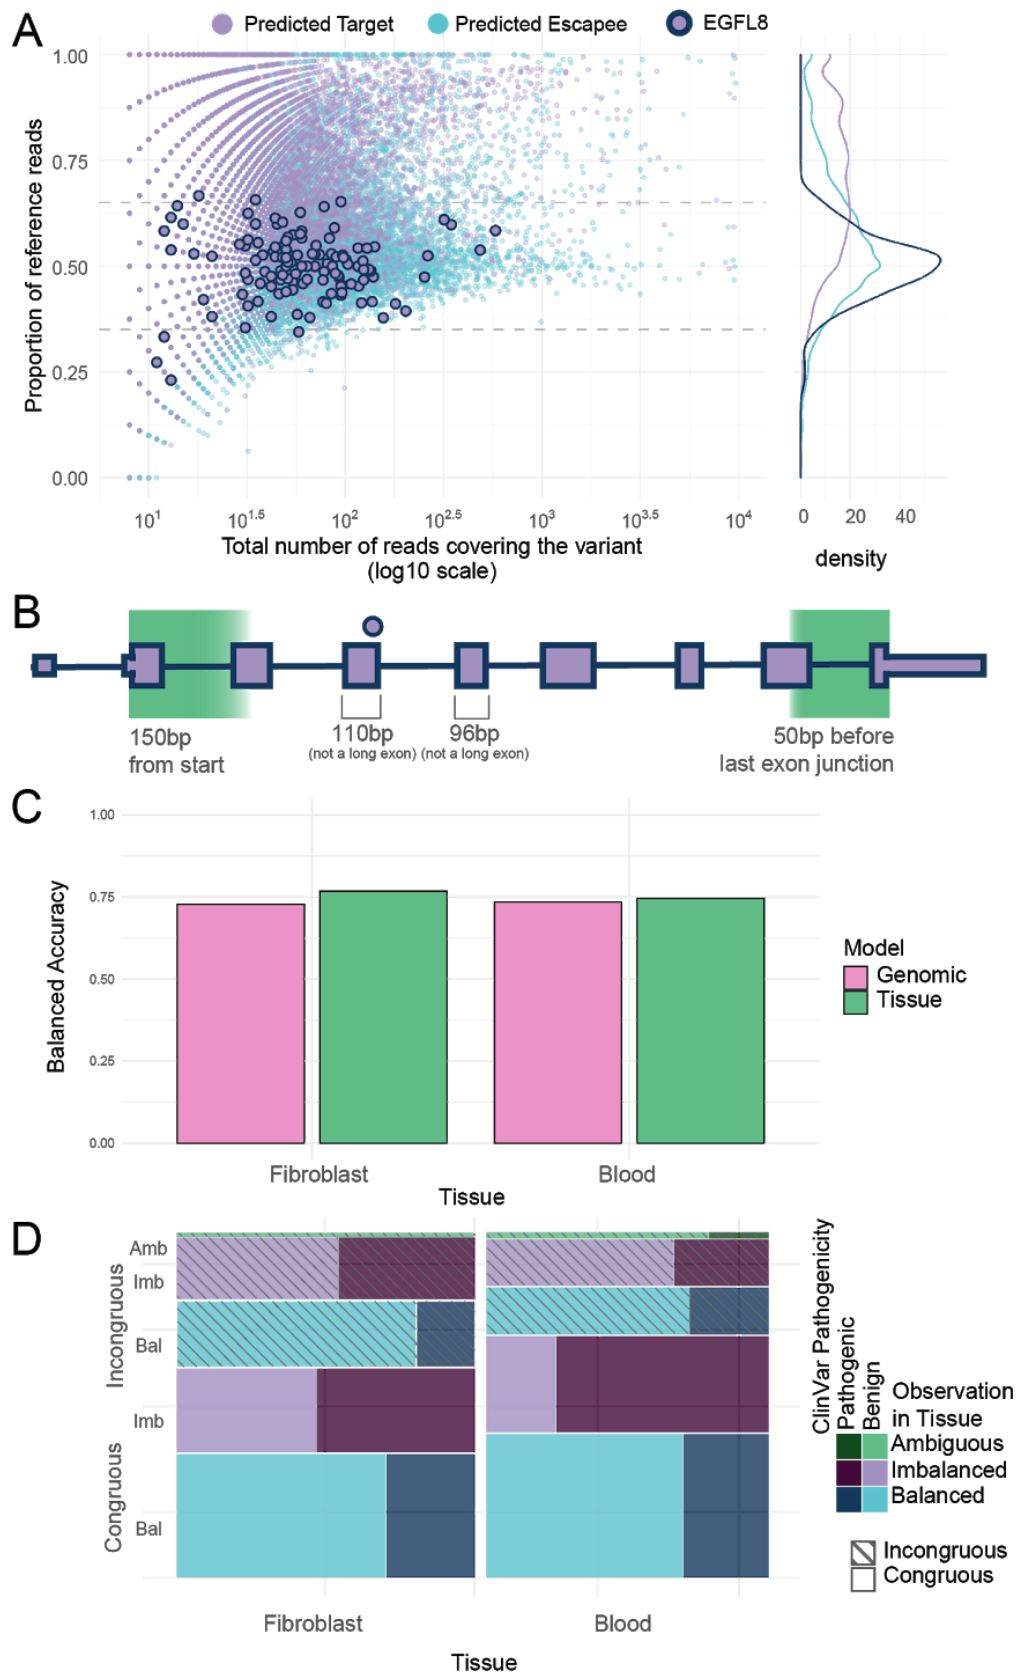 A
Predicted Target
Predicted Escapee
EGFL8
Proportion of reference reads
1.00
0.75
0.50
0.25
0.00
10^1
10^1.5
10^2
10^2.5
10^3
10^3.5
10^4
Total number of reads covering the variant
(log10 scale)
0
20
40
density
B
150bp
from start
110bp
(not a long exon)
96bp
(not a long exon)
50bp before
last exon junction
C
Balanced Accuracy
1.00
0.75
0.50
0.25
0.00
Fibroblast
Blood
Tissue
Model
Genomic
Tissue
D
Incongruous
Amb
Imb
Bal
Congruous
Imb
Bal
Fibroblast
Blood
Tissue
ClinVar Pathogenicity
Pathogenic
Benign
Observation
in Tissue
Ambiguous
Imbalanced
Balanced
Incongruous
Congruous